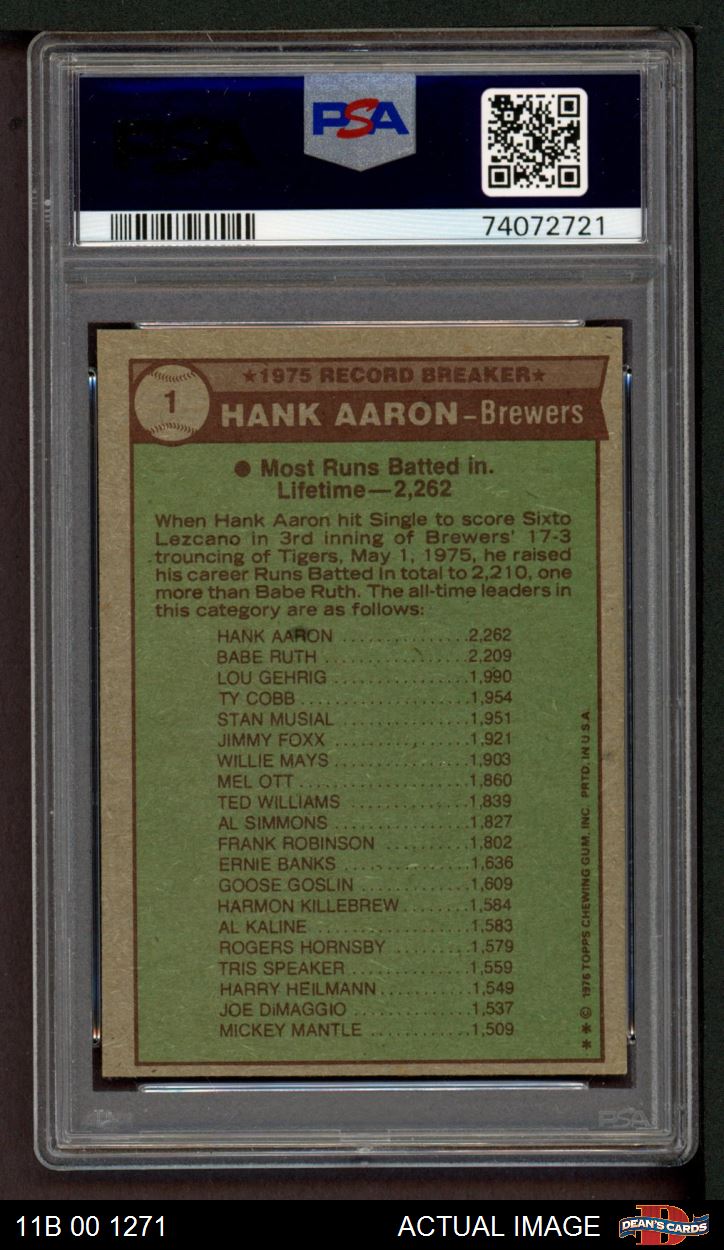 PSA
PSA
74072721
★1975 RECORD BREAKER★
1
HANK AARON–Brewers
● Most Runs Batted in.
Lifetime—2,262
When Hank Aaron hit Single to score Sixto
Lezcano in 3rd inning of Brewers' 17-3
trouncing of Tigers, May 1, 1975, he raised
his career Runs Batted In total to 2,210, one
more than Babe Ruth. The all-time leaders in
this category are as follows:
HANK AARON ..................2,262
BABE RUTH ....................2,209
LOU GEHRIG ...................1,990
TY COBB .......................1,954
STAN MUSIAL ..................1,951
JIMMY FOXX ...................1,921
WILLIE MAYS ..................1,903
MEL OTT .......................1,860
TED WILLIAMS .................1,839
AL SIMMONS ...................1,827
FRANK ROBINSON .............1,802
ERNIE BANKS .................1,636
GOOSE GOSLIN ...............1,609
HARMON KILLEBREW .........1,584
AL KALINE ....................1,583
ROGERS HORNSBY ...........1,579
TRIS SPEAKER ................1,559
HARRY HEILMANN ............1,549
JOE DiMAGGIO ................1,537
MICKEY MANTLE ..............1,509
✱ ✱ © 1976 TOPPS CHEWING GUM, INC. PRTD. IN U.S.A.
PSA
11B 00 1271
ACTUAL IMAGE
DEAN'S CARDS